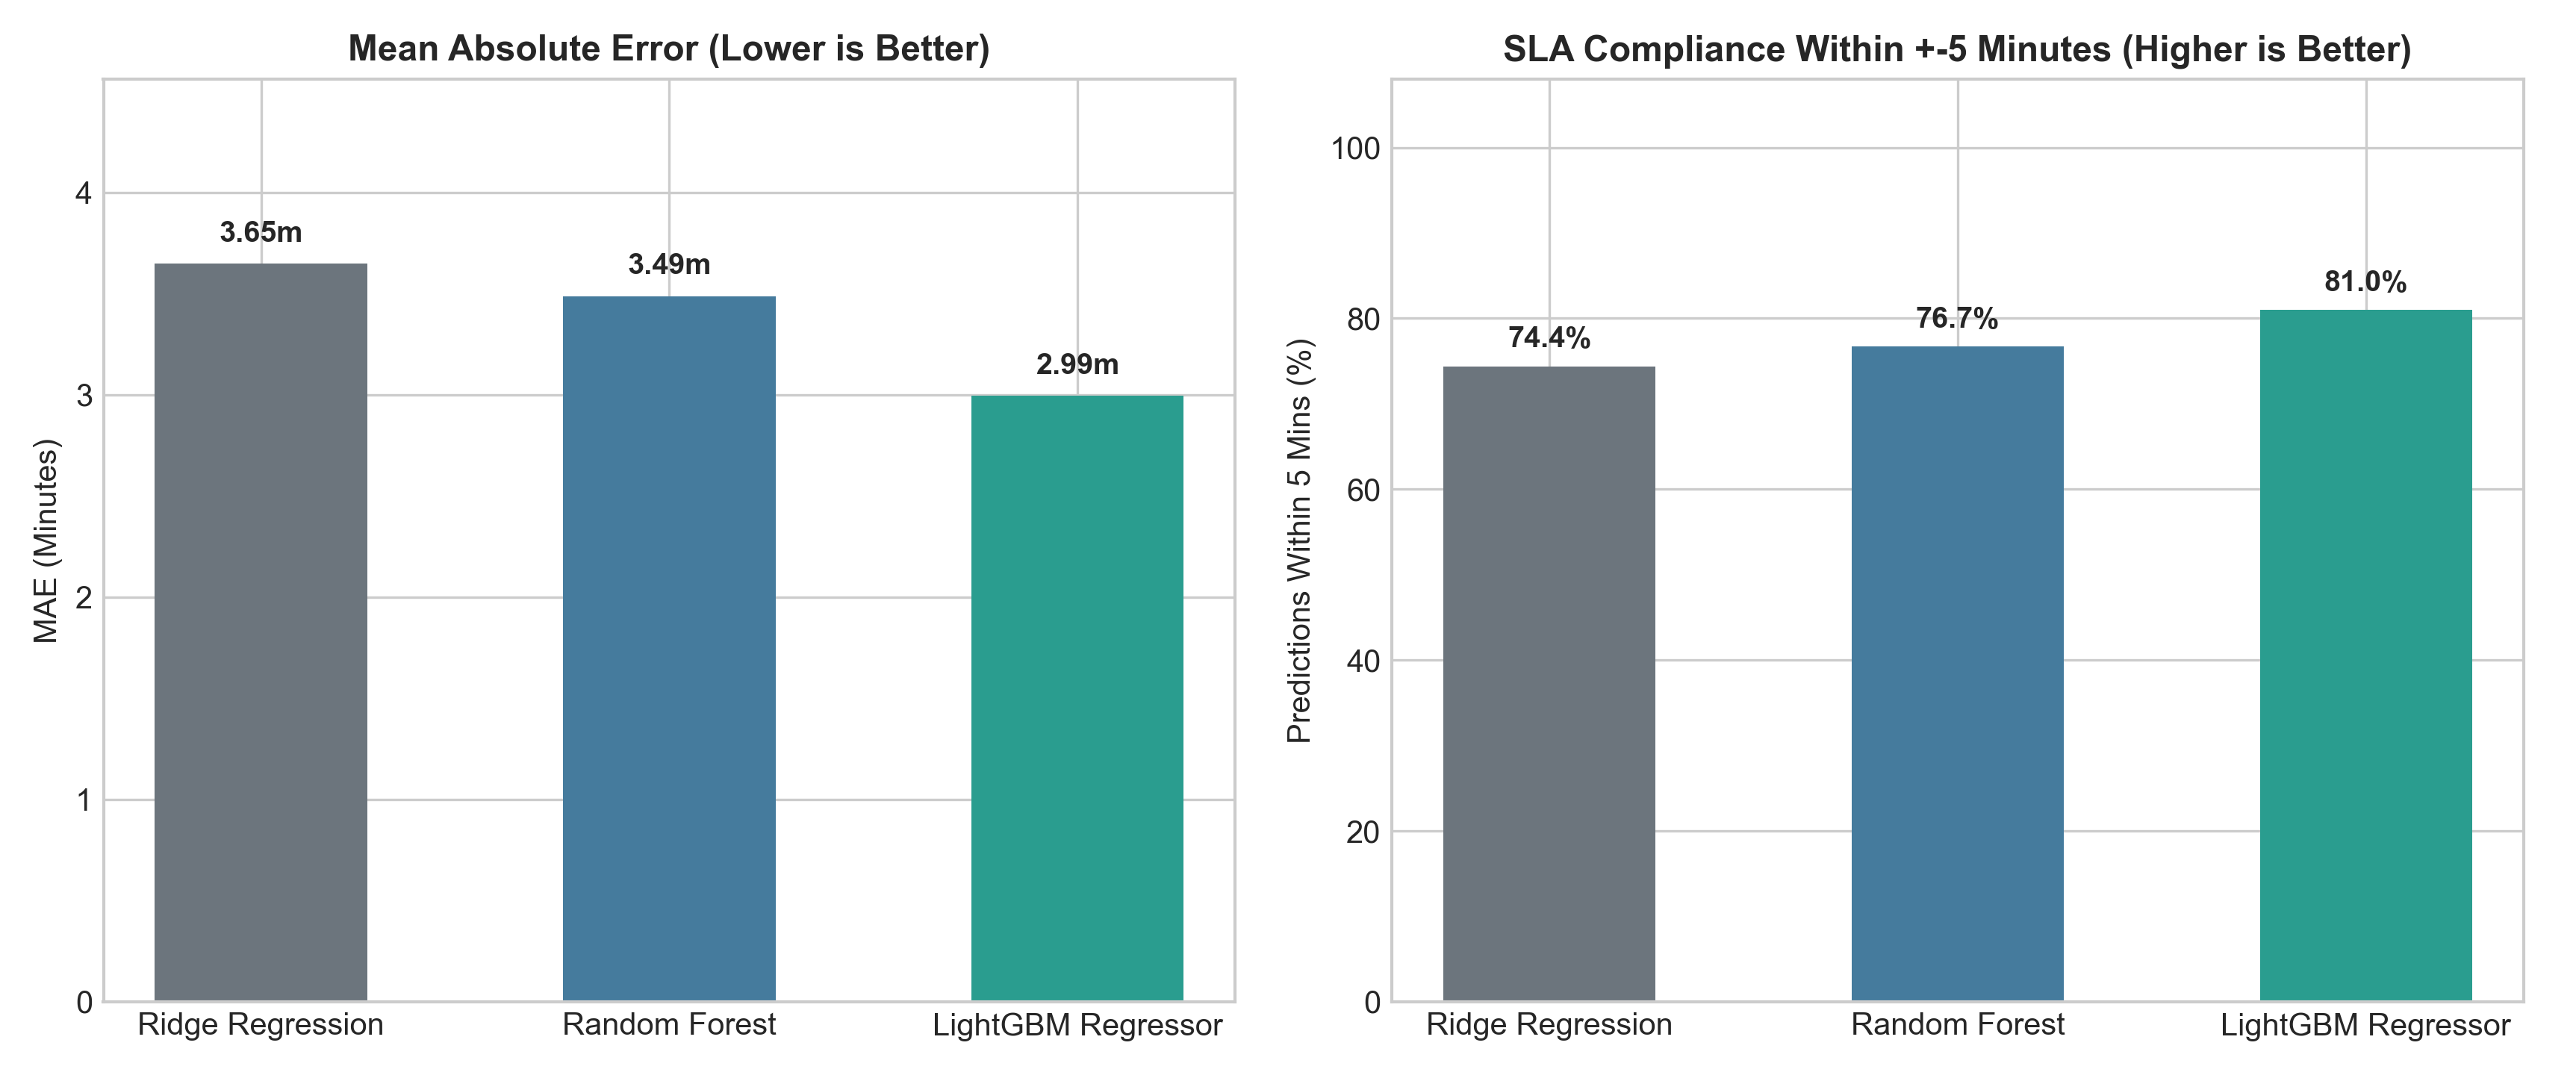 Mean Absolute Error (Lower is Better)
MAE (Minutes)
4
3
2
1
0
3.65m
3.49m
2.99m
Ridge Regression
Random Forest
LightGBM Regressor
SLA Compliance Within +-5 Minutes (Higher is Better)
Predictions Within 5 Mins (%)
100
80
60
40
20
0
74.4%
76.7%
81.0%
Ridge Regression
Random Forest
LightGBM Regressor